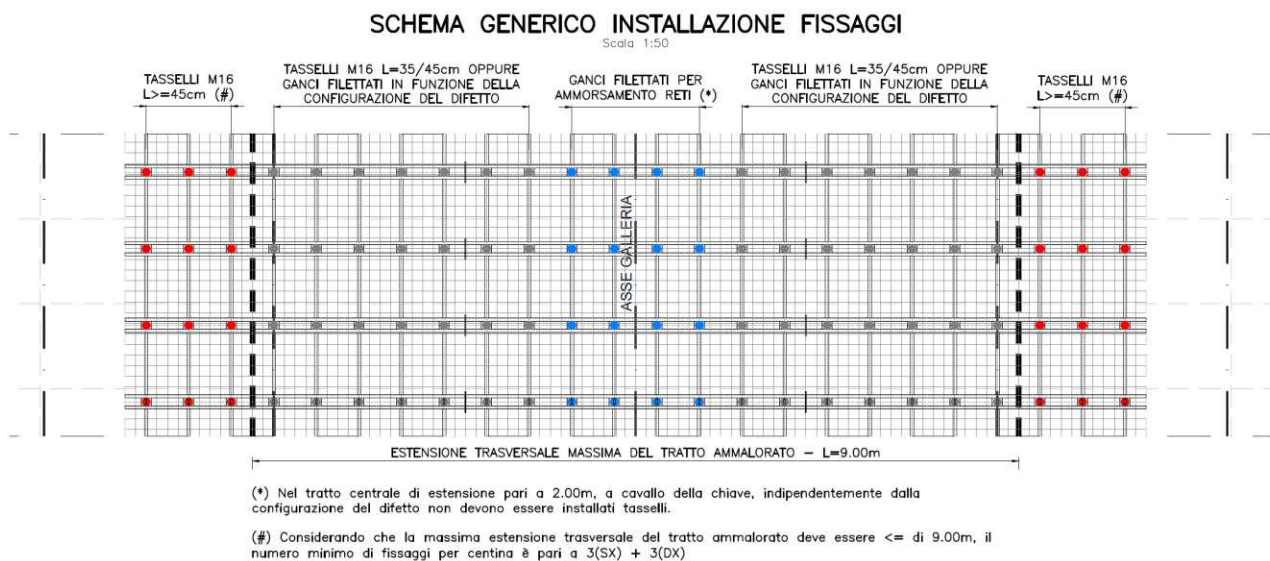 SCHEMA GENERICO INSTALLAZIONE FISSAGGI
Scala 1:50
TASSELLI M16
L>=45cm (#)
TASSELLI M16 L=35/45cm OPPURE
GANCI FILETTATI IN FUNZIONE DELLA
CONFIGURAZIONE DEL DIFETTO
GANCI FILETTATI PER
AMMORSAMENTO RETI (*)
TASSELLI M16 L=35/45cm OPPURE
GANCI FILETTATI IN FUNZIONE DELLA
CONFIGURAZIONE DEL DIFETTO
TASSELLI M16
L>=45cm (#)
ASSE GALLERIA
ESTENSIONE TRASVERSALE MASSIMA DEL TRATTO AMMALORATO – L=9.00m
(*) Nel tratto centrale di estensione pari a 2.00m, a cavallo della chiave, indipendentemente dalla
configurazione del difetto non devono essere installati tasselli.
(#) Considerando che la massima estensione trasversale del tratto ammalorato deve essere <= di 9.00m, il
numero minimo di fissaggi per centina è pari a 3(SX) + 3(DX)